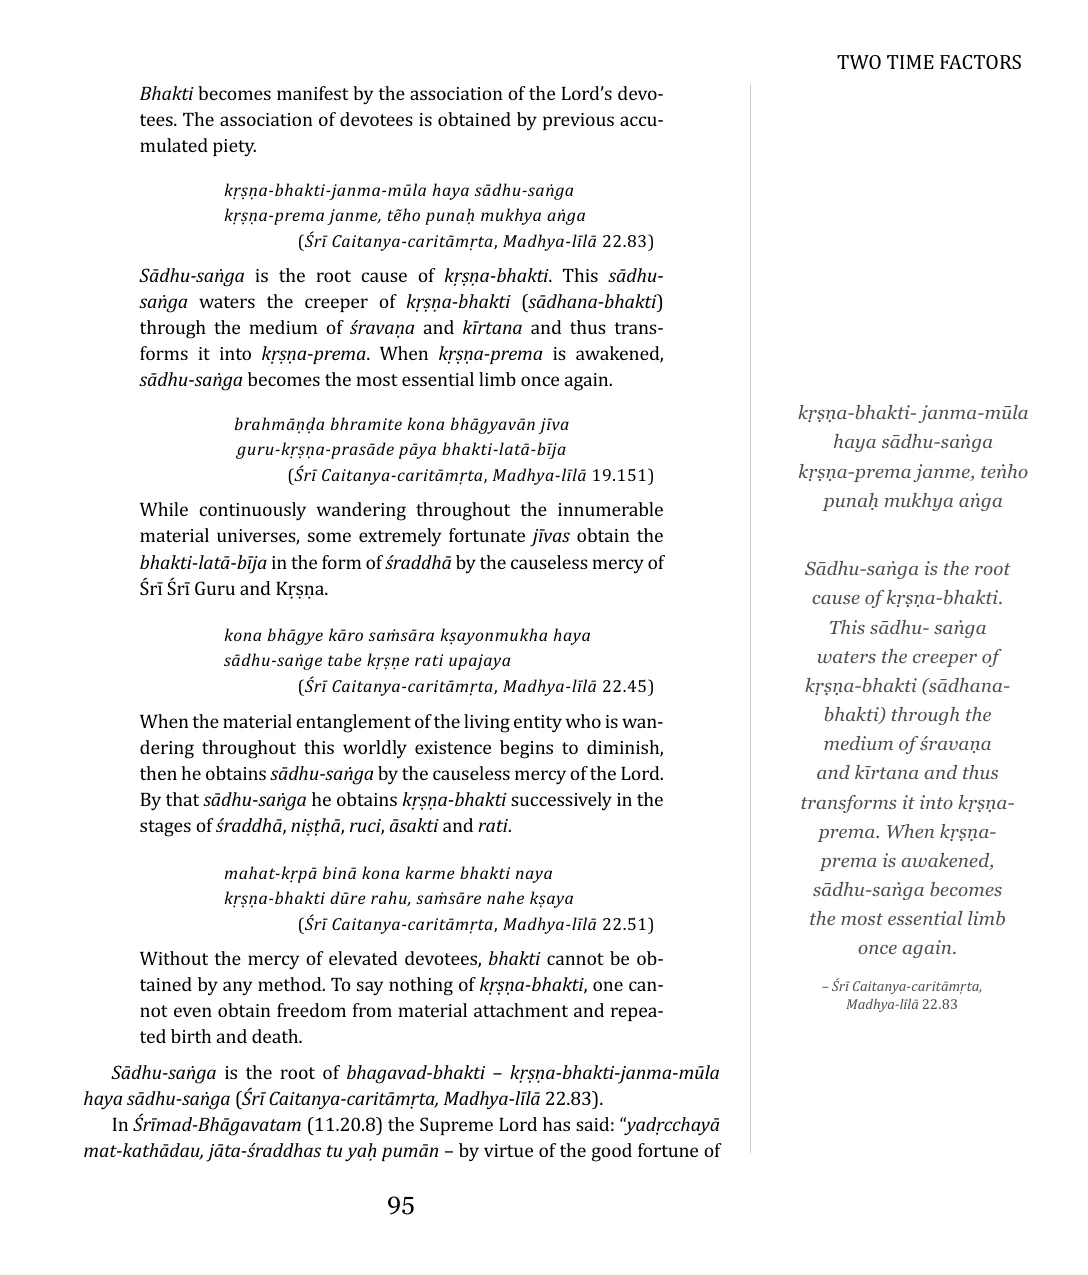 TWO TIME FACTORS
Bhakti becomes manifest by the association of the Lord’s devo-
tees. The association of devotees is obtained by previous accu-
mulated piety.
kṛṣṇa-bhakti-janma-mūla haya sādhu-saṅga
kṛṣṇa-prema janme, tẽho punaḥ mukhya aṅga
(Śrī Caitanya-caritāmṛta, Madhya-līlā 22.83)
Sādhu-saṅga is the root cause of kṛṣṇa-bhakti. This sādhu-
saṅga waters the creeper of kṛṣṇa-bhakti (sādhana-bhakti)
through the medium of śravaṇa and kīrtana and thus trans-
forms it into kṛṣṇa-prema. When kṛṣṇa-prema is awakened,
sādhu-saṅga becomes the most essential limb once again.
brahmāṇḍa bhramite kona bhāgyavān jīva
guru-kṛṣṇa-prasāde pāya bhakti-latā-bīja
(Śrī Caitanya-caritāmṛta, Madhya-līlā 19.151)
While continuously wandering throughout the innumerable
material universes, some extremely fortunate jīvas obtain the
bhakti-latā-bīja in the form of śraddhā by the causeless mercy of
Śrī Śrī Guru and Kṛṣṇa.
kona bhāgye kāro saṁsāra kṣayonmukha haya
sādhu-saṅge tabe kṛṣṇe rati upajaya
(Śrī Caitanya-caritāmṛta, Madhya-līlā 22.45)
When the material entanglement of the living entity who is wan-
dering throughout this worldly existence begins to diminish,
then he obtains sādhu-saṅga by the causeless mercy of the Lord.
By that sādhu-saṅga he obtains kṛṣṇa-bhakti successively in the
stages of śraddhā, niṣṭhā, ruci, āsakti and rati.
mahat-kṛpā binā kona karme bhakti naya
kṛṣṇa-bhakti dūre rahu, saṁsāre nahe kṣaya
(Śrī Caitanya-caritāmṛta, Madhya-līlā 22.51)
Without the mercy of elevated devotees, bhakti cannot be ob-
tained by any method. To say nothing of kṛṣṇa-bhakti, one can-
not even obtain freedom from material attachment and repea-
ted birth and death.
Sādhu-saṅga is the root of bhagavad-bhakti – kṛṣṇa-bhakti-janma-mūla
haya sādhu-saṅga (Śrī Caitanya-caritāmṛta, Madhya-līlā 22.83).
In Śrīmad-Bhāgavatam (11.20.8) the Supreme Lord has said: “yadṛcchayā
mat-kathādau, jāta-śraddhas tu yaḥ pumān – by virtue of the good fortune of
kṛṣṇa-bhakti- janma-mūla
haya sādhu-saṅga
kṛṣṇa-prema janme, teṅho
punaḥ mukhya aṅga
Sādhu-saṅga is the root
cause of kṛṣṇa-bhakti.
This sādhu- saṅga
waters the creeper of
kṛṣṇa-bhakti (sādhana-
bhakti) through the
medium of śravaṇa
and kīrtana and thus
transforms it into kṛṣṇa-
prema. When kṛṣṇa-
prema is awakened,
sādhu-saṅga becomes
the most essential limb
once again.
– Śrī Caitanya-caritāmṛta,
Madhya-līlā 22.83
95